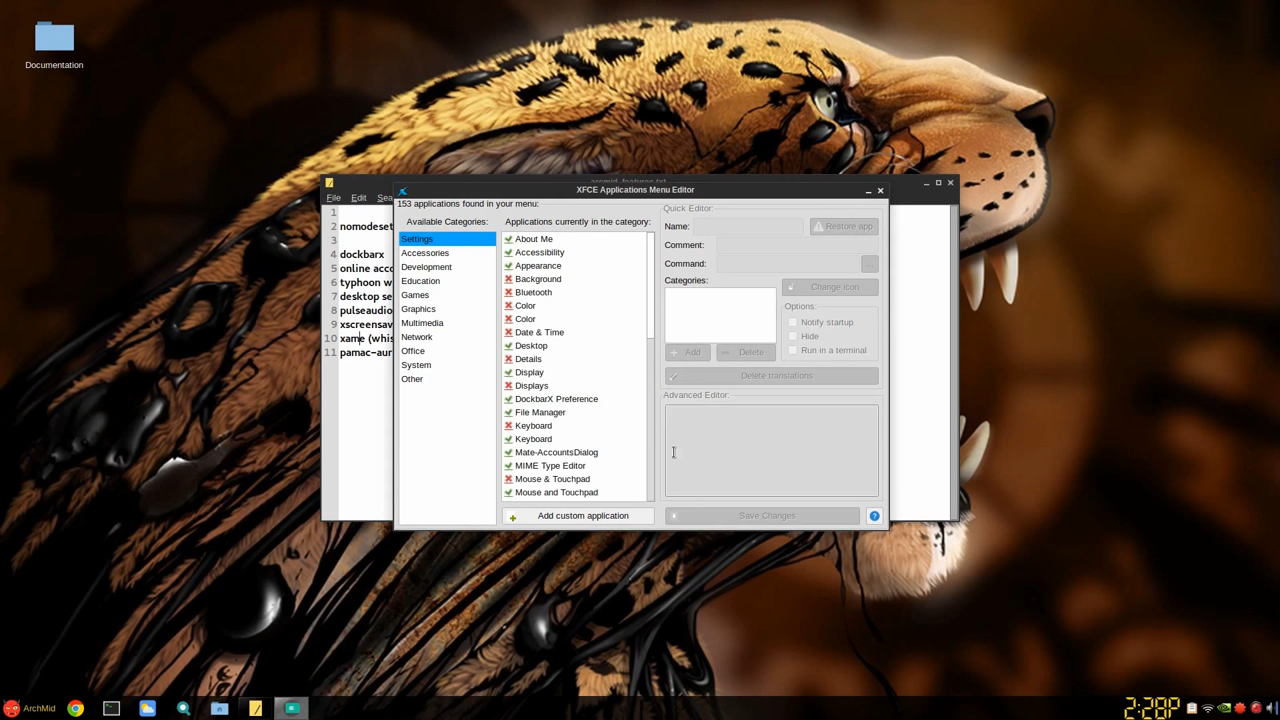 Documentation
XFCE Applications Menu Editor
File Edit Sea
1
2 nomodeset
3
4 dockbarx
5 online acco
6 typhoon w
7 desktop se
8 pulseaudio
9 xscreensav
10 xame (whis
11 pamac-aur
153 applications found in your menu:
Available Categories:
Settings
Accessories
Development
Education
Games
Graphics
Multimedia
Network
Office
System
Other
Applications currently in the category:
About Me
Accessibility
Appearance
Background
Bluetooth
Color
Color
Date & Time
Desktop
Details
Display
Displays
DockbarX Preference
File Manager
Keyboard
Keyboard
Mate-AccountsDialog
MIME Type Editor
Mouse & Touchpad
Mouse and Touchpad
Add custom application
Quick Editor:
Name:
Restore app
Comment:
Command:
...
Categories:
Change icon
Options:
Notify startup
Hide
Run in a terminal
Add
Delete
Delete translations
Advanced Editor:
Save Changes
?
ArchMid
2:28P